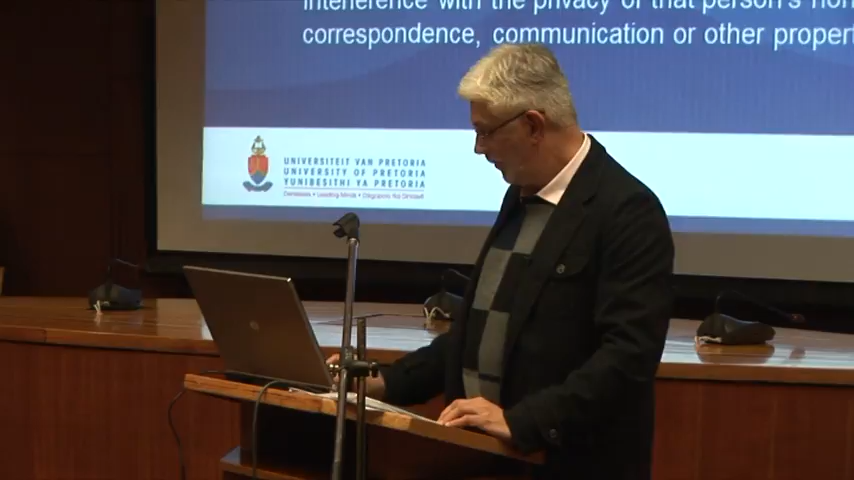 interference with the privacy of that person's
correspondence, communication or other
UNIVERSITEIT VAN PRETORIA
UNIVERSITY OF PRETORIA
YUNIBESITHI YA PRETORIA